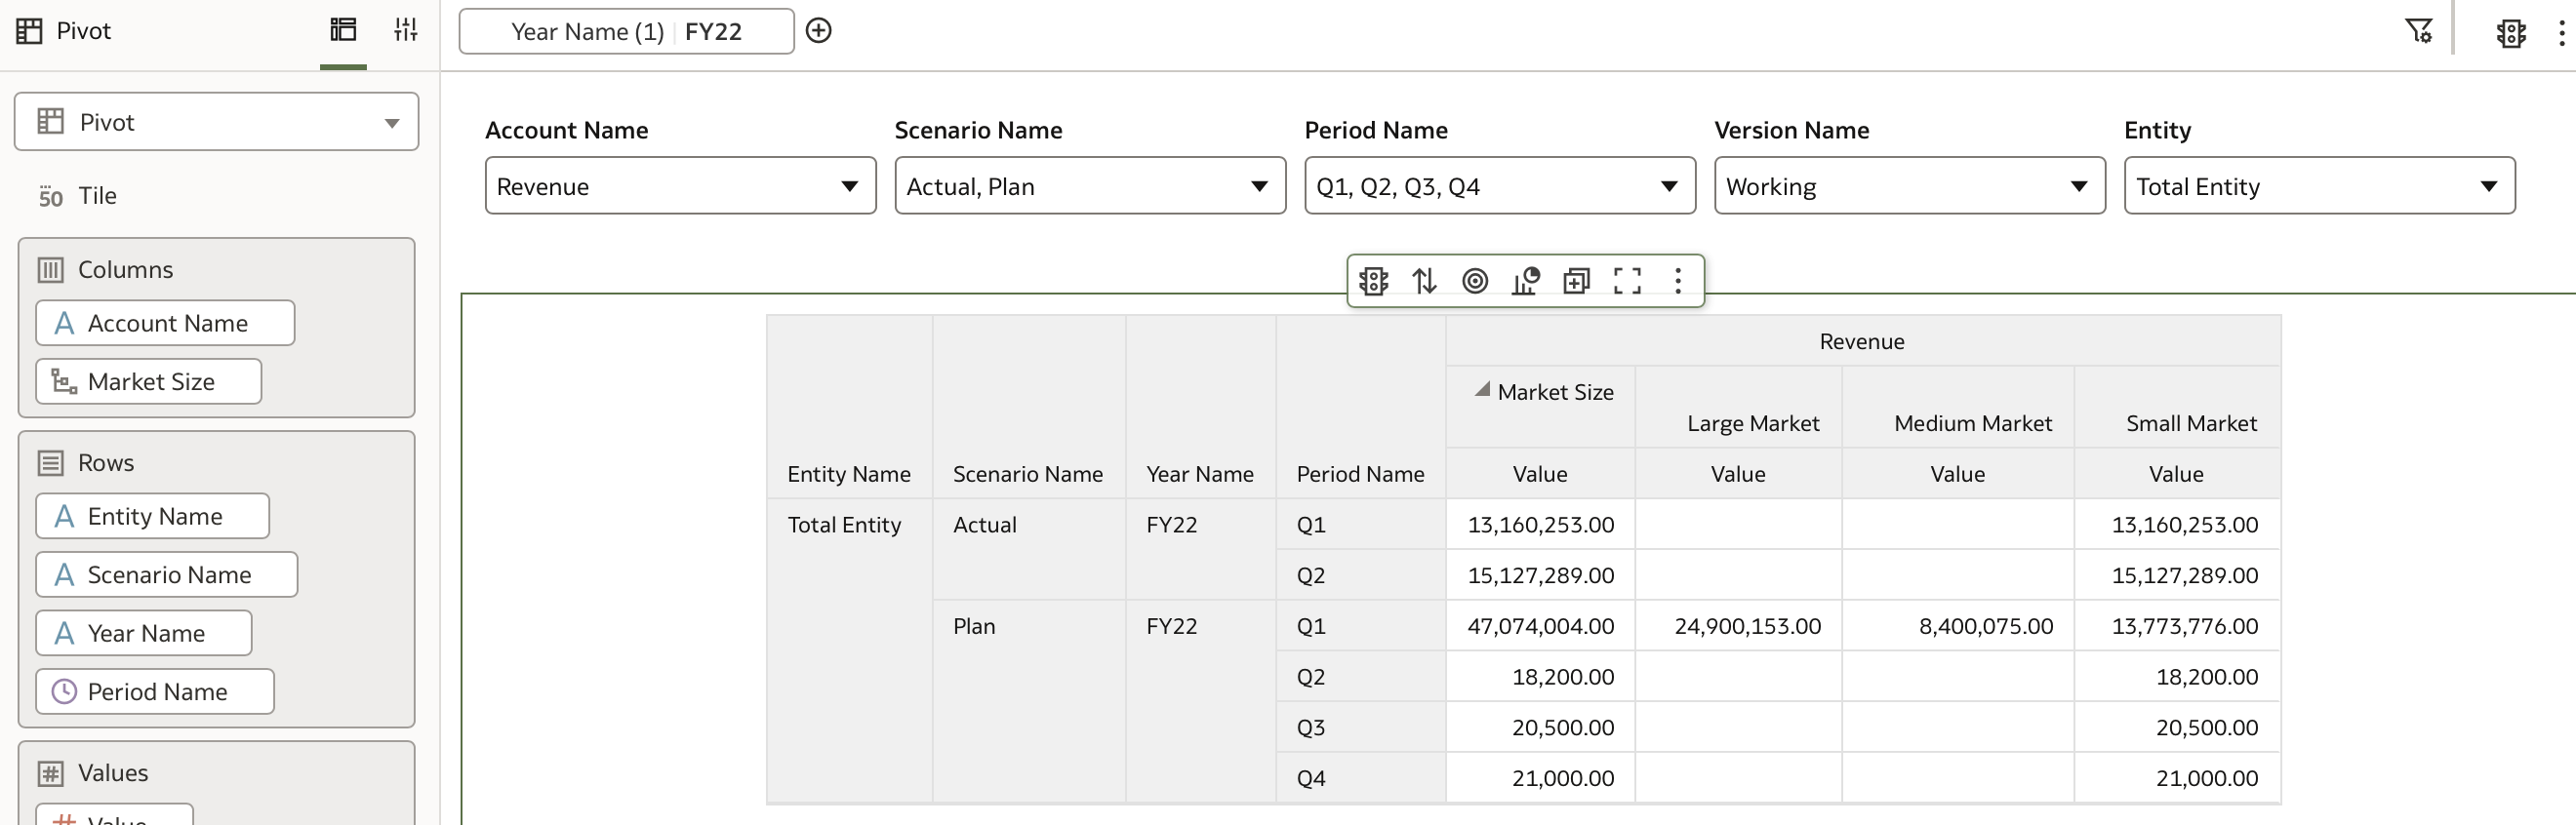 Pivot
Year Name (1) | FY22
Pivot
Tile
Columns
Account Name
Market Size
Rows
Entity Name
Scenario Name
Year Name
Period Name
Values
Value
Account Name Scenario Name Period Name Version Name Entity
Revenue Actual, Plan Q1, Q2, Q3, Q4 Working Total Entity
Revenue
Market Size
Large Market Medium Market Small Market
Entity Name Scenario Name Year Name Period Name Value Value Value Value
Total Entity Actual FY22 Q1 13,160,253.00 13,160,253.00
Q2 15,127,289.00 15,127,289.00
Plan FY22 Q1 47,074,004.00 24,900,153.00 8,400,075.00 13,773,776.00
Q2 18,200.00 18,200.00
Q3 20,500.00 20,500.00
Q4 21,000.00 21,000.00